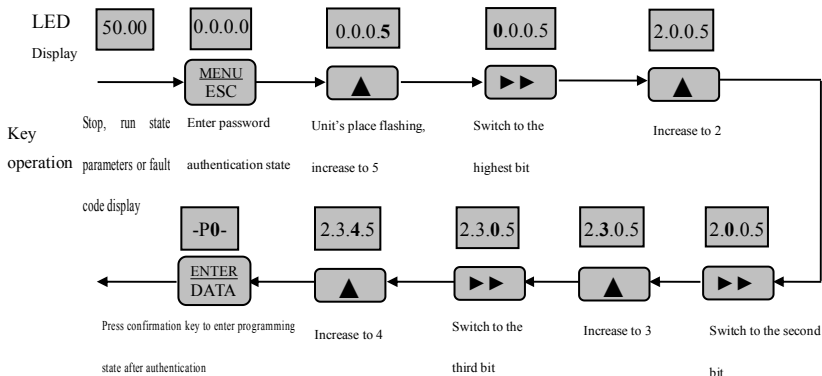 LED
Display
50.00
0.0.0.0
0.0.0.5
0.0.0.5
2.0.0.5
MENU
ESC
▲
►►
▲
Key
operation
Stop, run state
parameters or fault
code display
Enter password
authentication state
Unit's place flashing,
increase to 5
Switch to the
highest bit
Increase to 2
-P0-
2.3.4.5
2.3.0.5
2.3.0.5
2.0.0.5
ENTER
DATA
▲
►►
▲
►►
Press confirmation key to enter programming
state after authentication
Increase to 4
Switch to the
third bit
Increase to 3
Switch to the second
bit